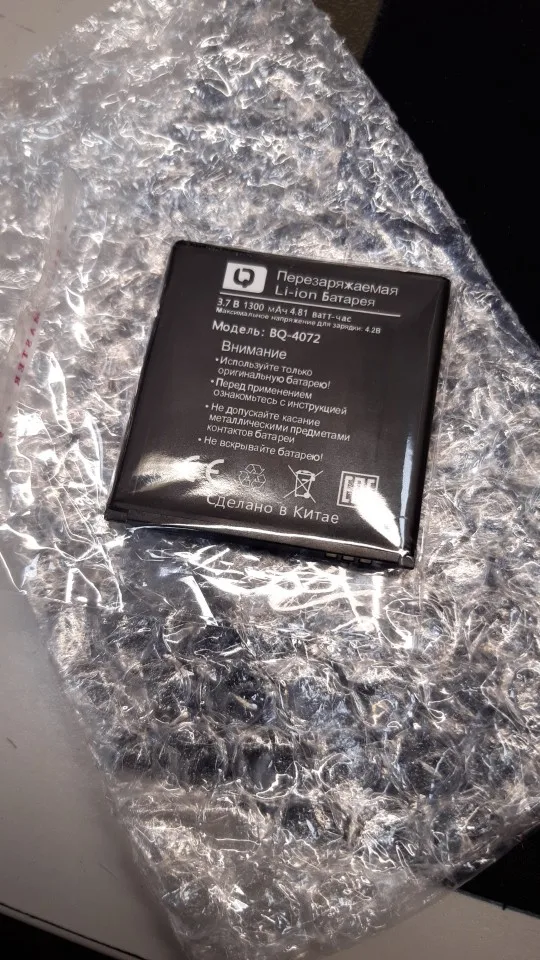 Перезаряжаемая
Li-ion Батарея
3.7 В 1300 мАч 4.81 ватт-час
Максимальное напряжение для зарядки: 4.2В
Модель: BQ-4072
Внимание
• Используйте только
оригинальную батарею!
• Перед применением
ознакомьтесь с инструкцией
• Не допускайте касание
металлическими предметами
контактов батареи
• Не вскрывайте батарею!
CE
EAC
Сделано в Китае